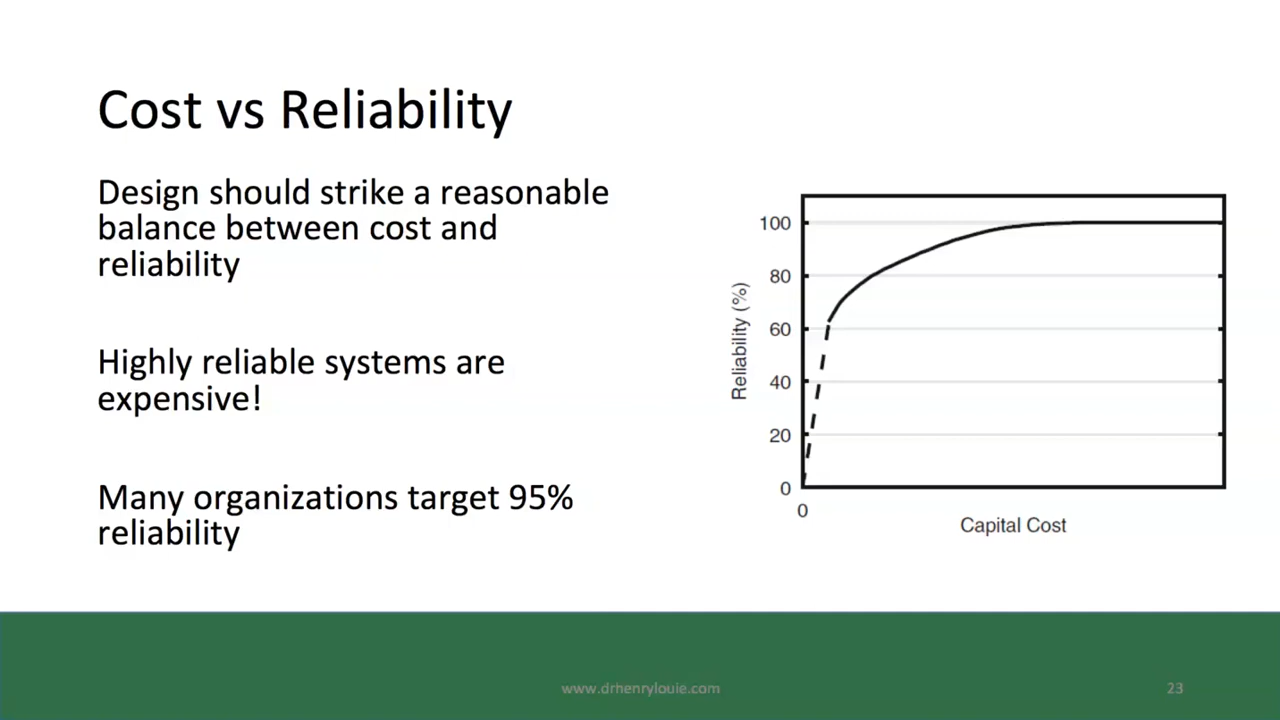 Cost vs Reliability
Design should strike a reasonable
balance between cost and
reliability
Highly reliable systems are
expensive!
Many organizations target 95%
reliability
Reliability (%)
100
80
60
40
20
0
0
Capital Cost
www.drhenrylouie.com
23